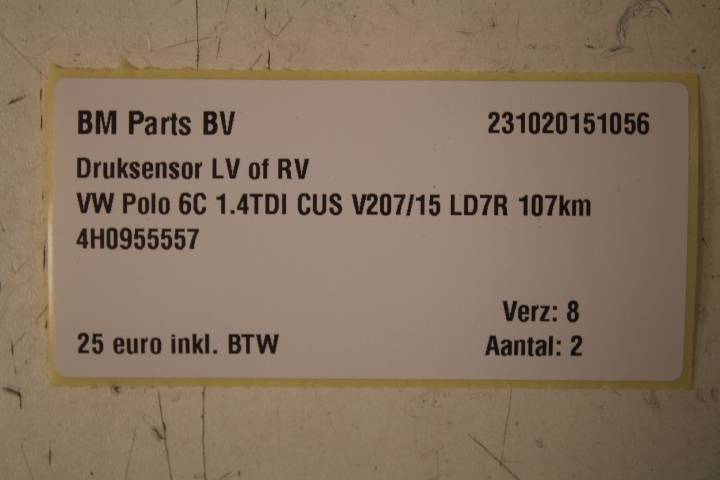 BM Parts BV 231020151056
Druksensor LV of RV
VW Polo 6C 1.4TDI CUS V207/15 LD7R 107km
4H0955557
Verz: 8
25 euro inkl. BTW Aantal: 2